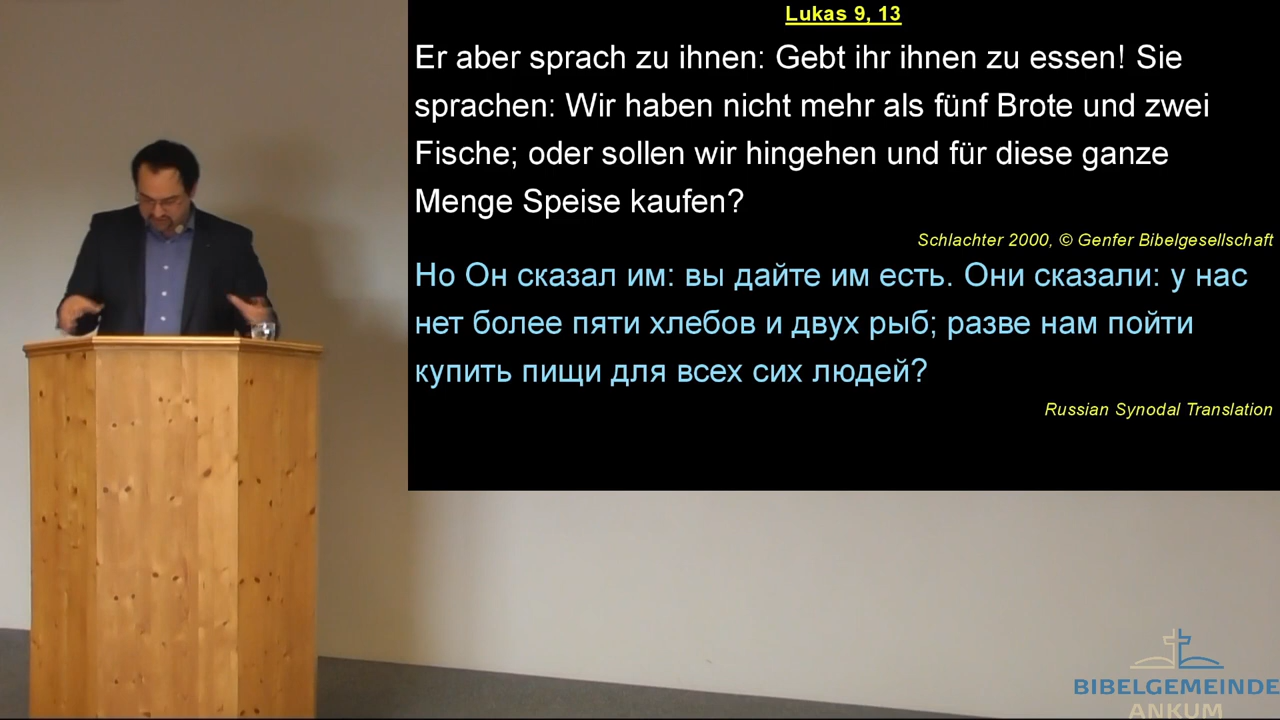 Lukas 9, 13
Er aber sprach zu ihnen: Gebt ihr ihnen zu essen! Sie
sprachen: Wir haben nicht mehr als fünf Brote und zwei
Fische; oder sollen wir hingehen und für diese ganze
Menge Speise kaufen?
Schlachter 2000, © Genfer Bibelgesellschaft
Но Он сказал им: вы дайте им есть. Они сказали: у нас
нет более пяти хлебов и двух рыб; разве нам пойти
купить пищи для всех сих людей?
Russian Synodal Translation
BIBELGEMEINDE
ANKUM